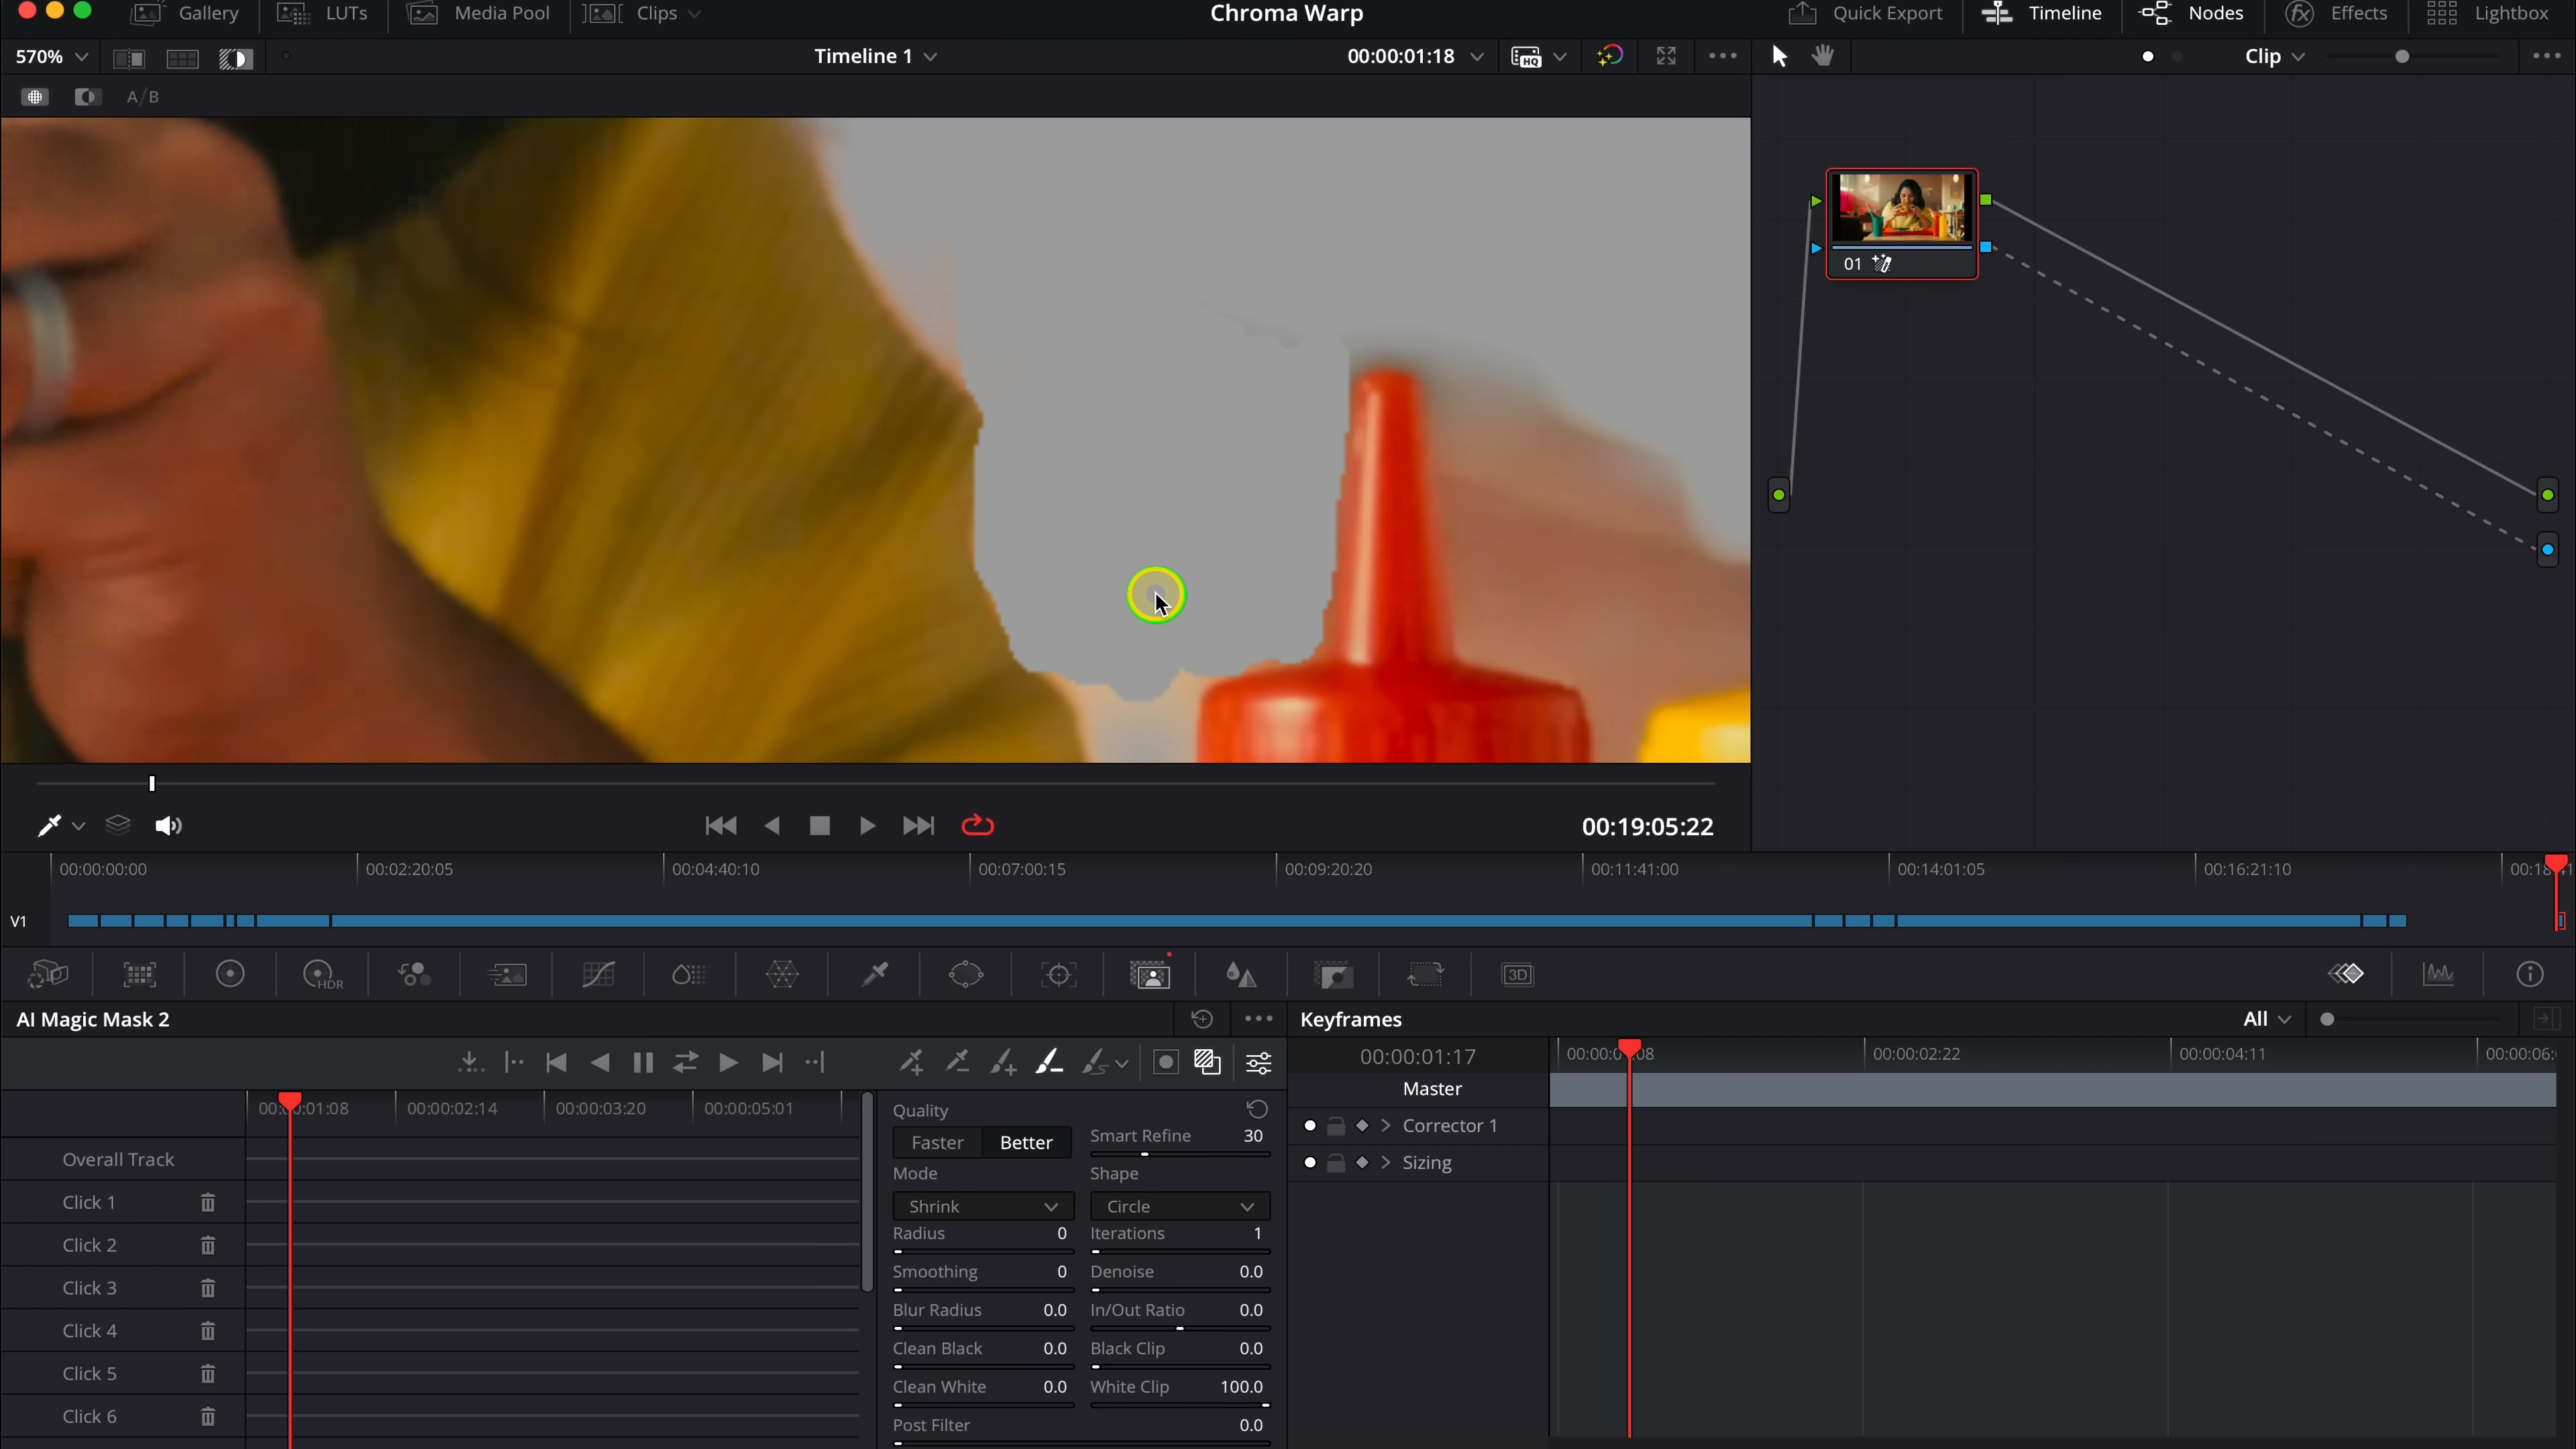 Gallery LUTs Media Pool Clips Chroma Warp Quick Export Timeline Nodes Effects Lightbox
570% Timeline 1 00:00:01:18 HQ Clip
A/B
01
00:19:05:22
00:00:00:00 00:02:20:05 00:04:40:10 00:07:00:15 00:09:20:20 00:11:41:00 00:14:01:05 00:16:21:10
V1
HDR 3D
AI Magic Mask 2 Keyframes All
00:00:01:17 00:00:02:22 00:00:04:11 00:00:06:
Master
00:00:02:14 00:00:03:20 00:00:05:01
Quality
Faster Better Smart Refine 30
Corrector 1
Overall Track
Mode Shape
Sizing
Click 1
Shrink Circle
Radius 0 Iterations 1
Click 2
Smoothing 0 Denoise 0.0
Click 3
Blur Radius 0.0 In/Out Ratio 0.0
Click 4
Clean Black 0.0 Black Clip 0.0
Click 5
Clean White 0.0 White Clip 100.0
Click 6
Post Filter 0.0